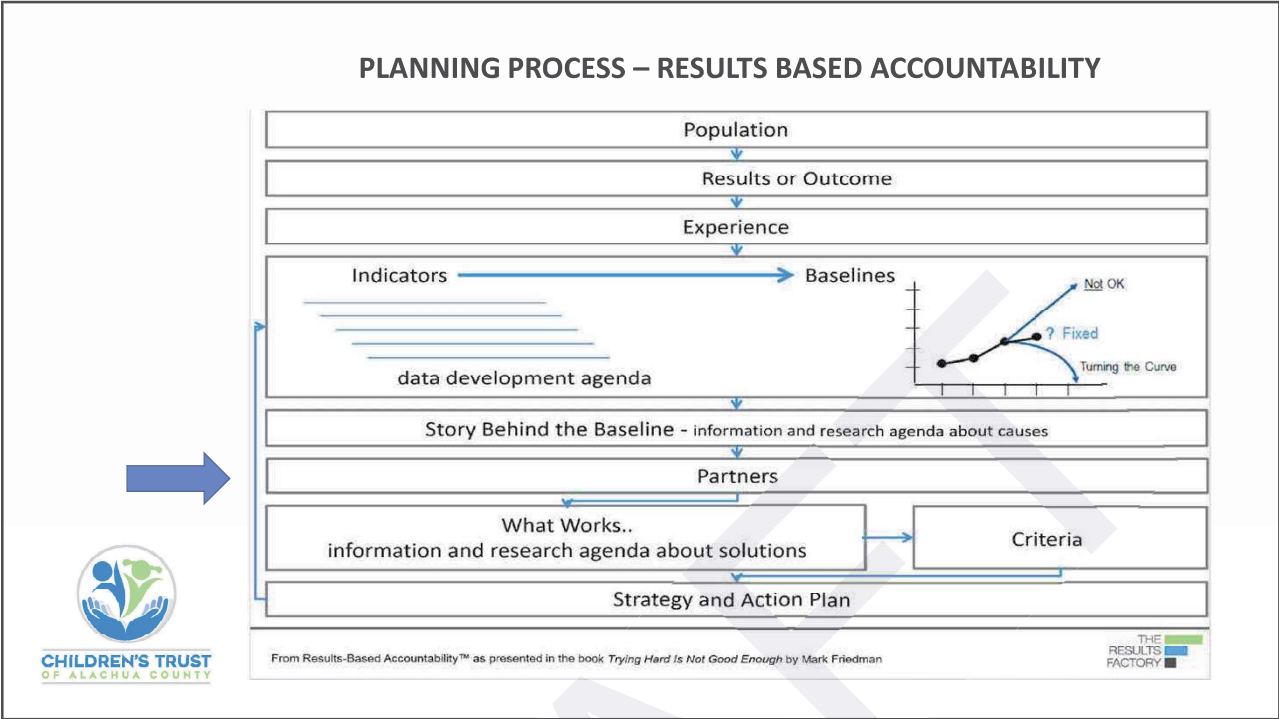 PLANNING PROCESS – RESULTS BASED ACCOUNTABILITY
Population
Results or Outcome
Experience
Indicators
Baselines
Not OK
? Fixed
Turning the Curve
data development agenda
Story Behind the Baseline - information and research agenda about causes
Partners
What Works..
information and research agenda about solutions
Criteria
Strategy and Action Plan
From Results-Based Accountability™ as presented in the book Trying Hard Is Not Good Enough by Mark Friedman
THE
RESULTS
FACTORY
CHILDREN'S TRUST
OF ALACHUA COUNTY